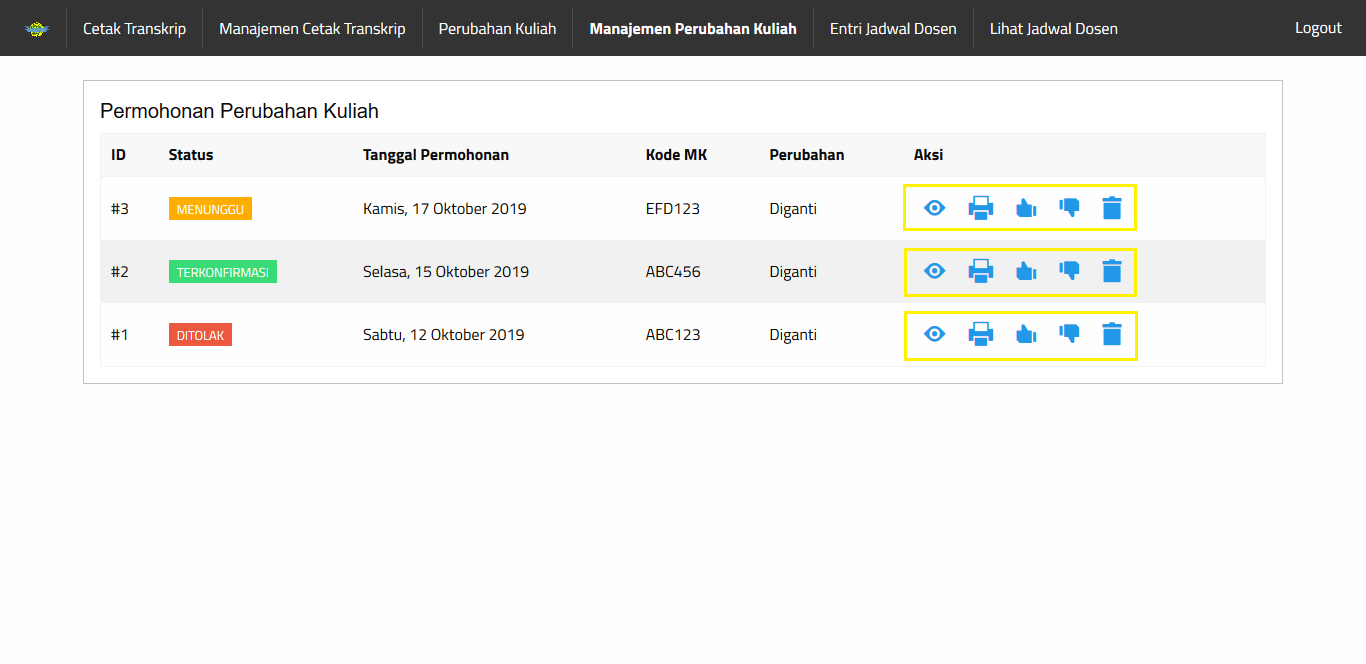 Cetak Transkrip Manajemen Cetak Transkrip Perubahan Kuliah Manajemen Perubahan Kuliah Entri Jadwal Dosen Lihat Jadwal Dosen Logout
Permohonan Perubahan Kuliah
ID Status Tanggal Permohonan Kode MK Perubahan Aksi
#3 MENUNGGU Kamis, 17 Oktober 2019 EFD123 Diganti
#2 TERKONFIRMASI Selasa, 15 Oktober 2019 ABC456 Diganti
#1 DITOLAK Sabtu, 12 Oktober 2019 ABC123 Diganti